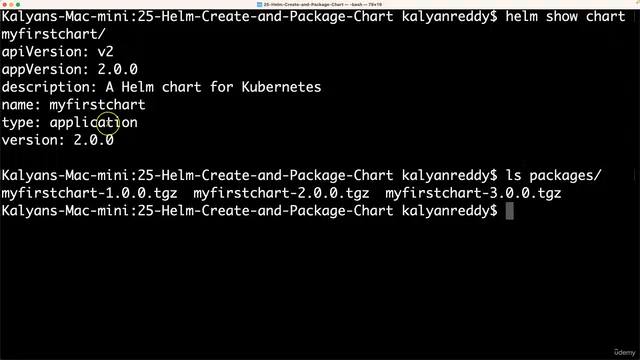 25-Helm-Create-and-Package-Chart — -bash — 78×19
Kalyans-Mac-mini:25-Helm-Create-and-Package-Chart kalyanreddy$ helm show chart
myfirstchart/
apiVersion: v2
appVersion: 2.0.0
description: A Helm chart for Kubernetes
name: myfirstchart
type: application
version: 2.0.0
Kalyans-Mac-mini:25-Helm-Create-and-Package-Chart kalyanreddy$ ls packages/
myfirstchart-1.0.0.tgz  myfirstchart-2.0.0.tgz  myfirstchart-3.0.0.tgz
Kalyans-Mac-mini:25-Helm-Create-and-Package-Chart kalyanreddy$
udemy